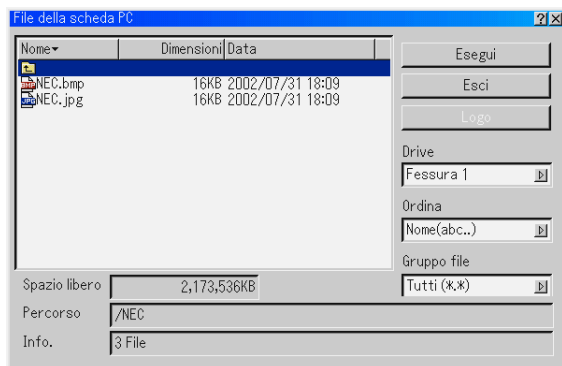 File della scheda PC
Nome Dimensioni Data
NEC.bmp 16KB 2002/07/31 18:09
NEC.jpg 16KB 2002/07/31 18:09
Esegui
Esci
Logo
Drive
Fessura 1
Ordina
Nome(abc..)
Gruppo file
Tutti (*.*)
Spazio libero 2,173,536KB
Percorso /NEC
Info. 3 File